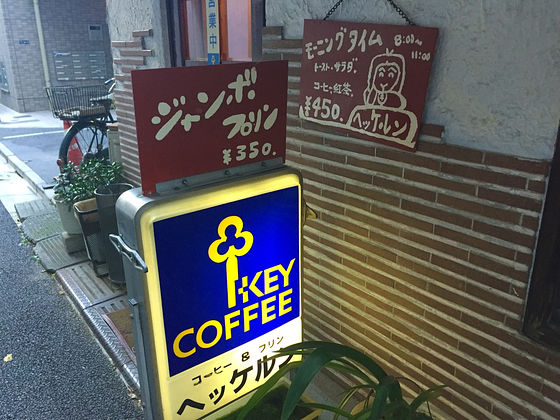 営業中
モーニングタイム 8:00～11:00
トースト・サラダ.
コーヒー紅茶
¥450.
ヘッケルン
ジャンボ
プリン
¥350.
KEY
COFFEE
コーヒー & プリン
ヘッケルン